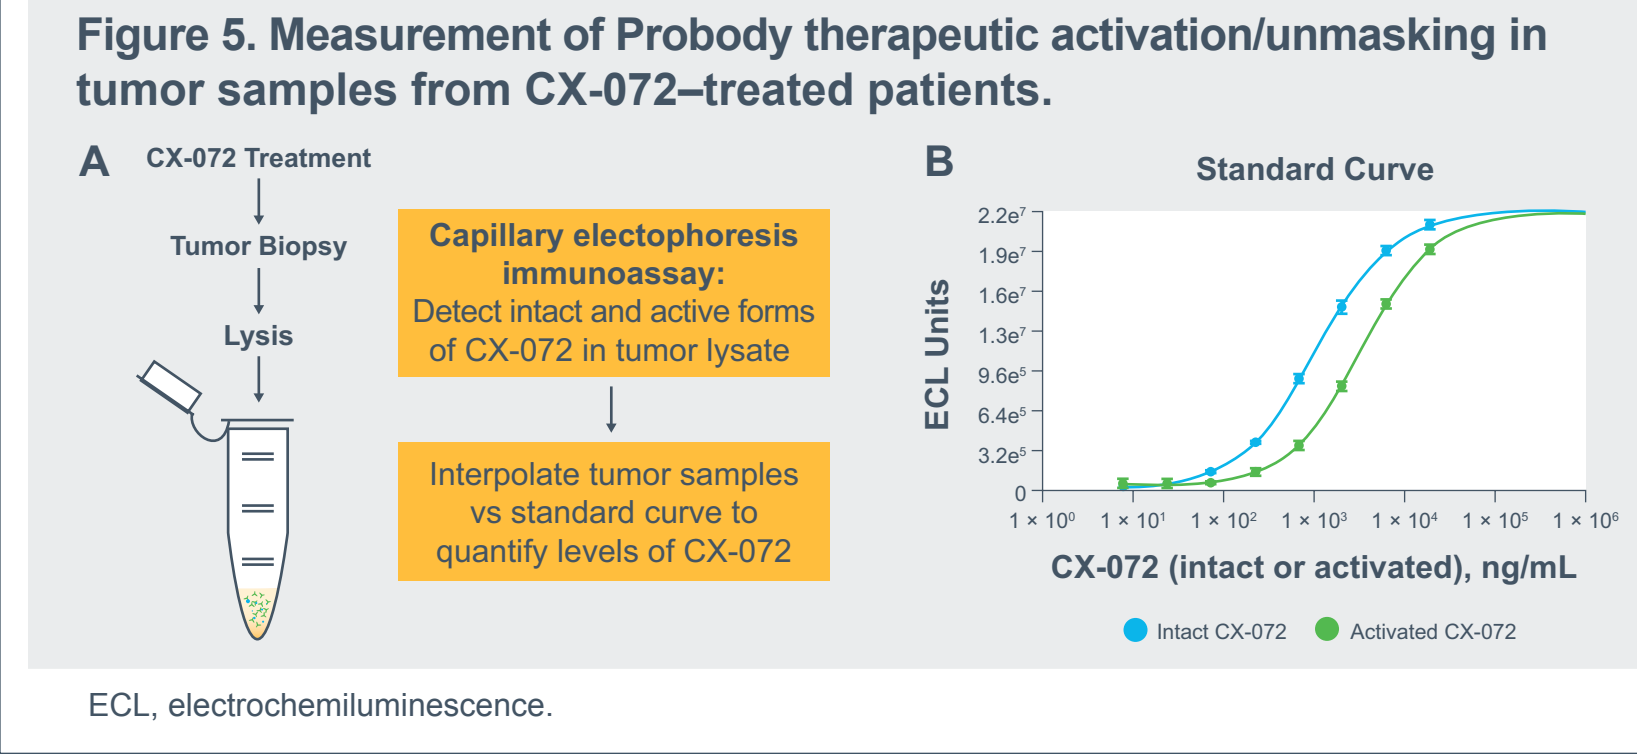 Figure 5. Measurement of Probody therapeutic activation/unmasking in
tumor samples from CX-072–treated patients.
A
CX-072 Treatment
Tumor Biopsy
Lysis
Capillary electophoresis
immunoassay:
Detect intact and active forms
of CX-072 in tumor lysate
Interpolate tumor samples
vs standard curve to
quantify levels of CX-072
B
Standard Curve
ECL Units
2.2e⁷
1.9e⁷
1.6e⁷
1.3e⁷
9.6e⁵
6.4e⁵
3.2e⁵
0
1 × 10⁰ 1 × 10¹ 1 × 10² 1 × 10³ 1 × 10⁴ 1 × 10⁵ 1 × 10⁶
CX-072 (intact or activated), ng/mL
Intact CX-072 Activated CX-072
ECL, electrochemiluminescence.